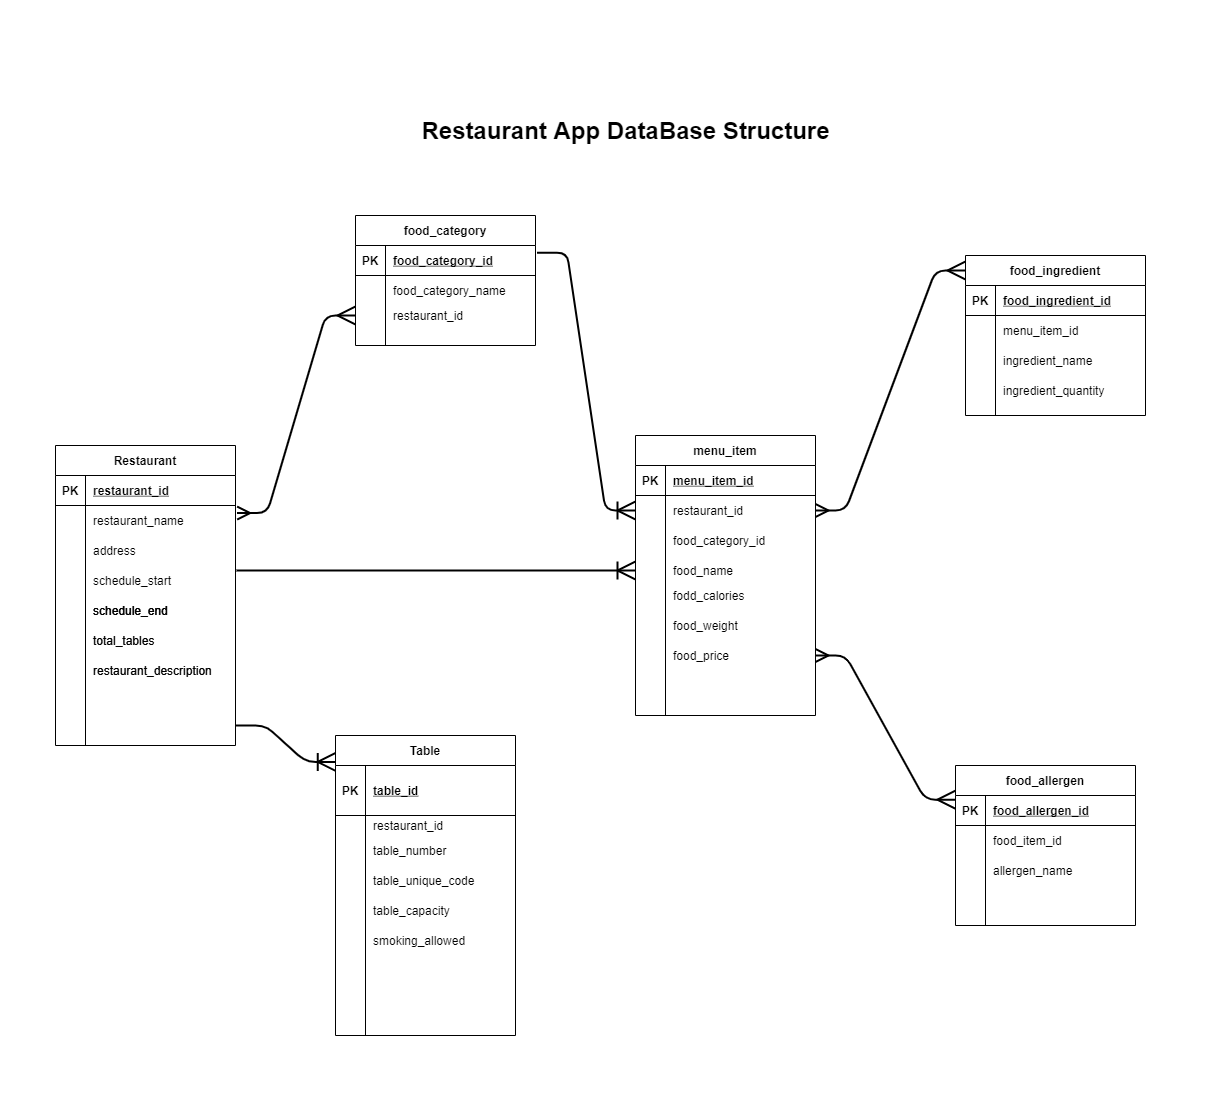 Restaurant App DataBase Structure
food_category
PK food_category_id
food_category_name
restaurant_id
food_ingredient
PK food_ingredient_id
menu_item_id
ingredient_name
ingredient_quantity
Restaurant
PK restaurant_id
restaurant_name
address
schedule_start
schedule_end
total_tables
restaurant_description
menu_item
PK menu_item_id
restaurant_id
food_category_id
food_name
fodd_calories
food_weight
food_price
Table
PK table_id
restaurant_id
table_number
table_unique_code
table_capacity
smoking_allowed
food_allergen
PK food_allergen_id
food_item_id
allergen_name